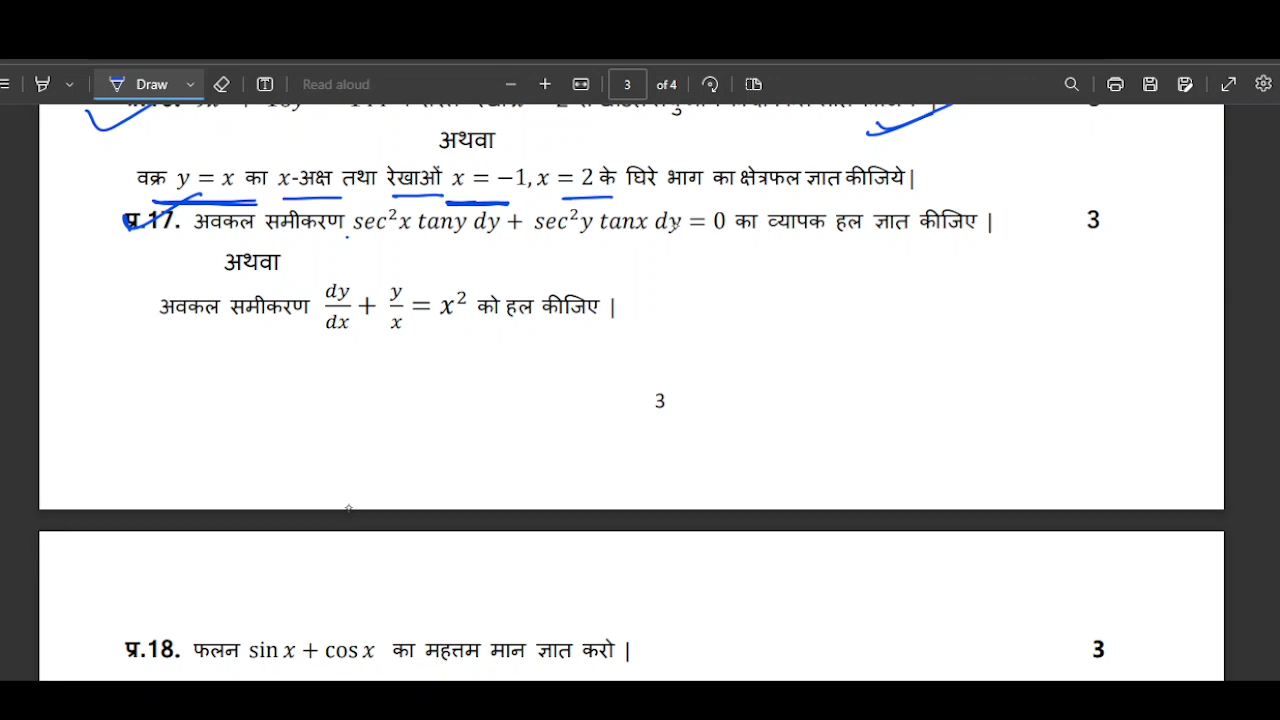 Draw
Read aloud
3 of 4
अथवा
वक्र y = x का x-अक्ष तथा रेखाओं x = −1, x = 2 के घिरे भाग का क्षेत्रफल ज्ञात कीजिये |
प्र.17. अवकल समीकरण sec²x tany dy + sec²y tanx dy = 0 का व्यापक हल ज्ञात कीजिए | 3
अथवा
अवकल समीकरण dy/dx + y/x = x² को हल कीजिए |
3
प्र.18. फलन sin x + cos x का महत्तम मान ज्ञात करो | 3